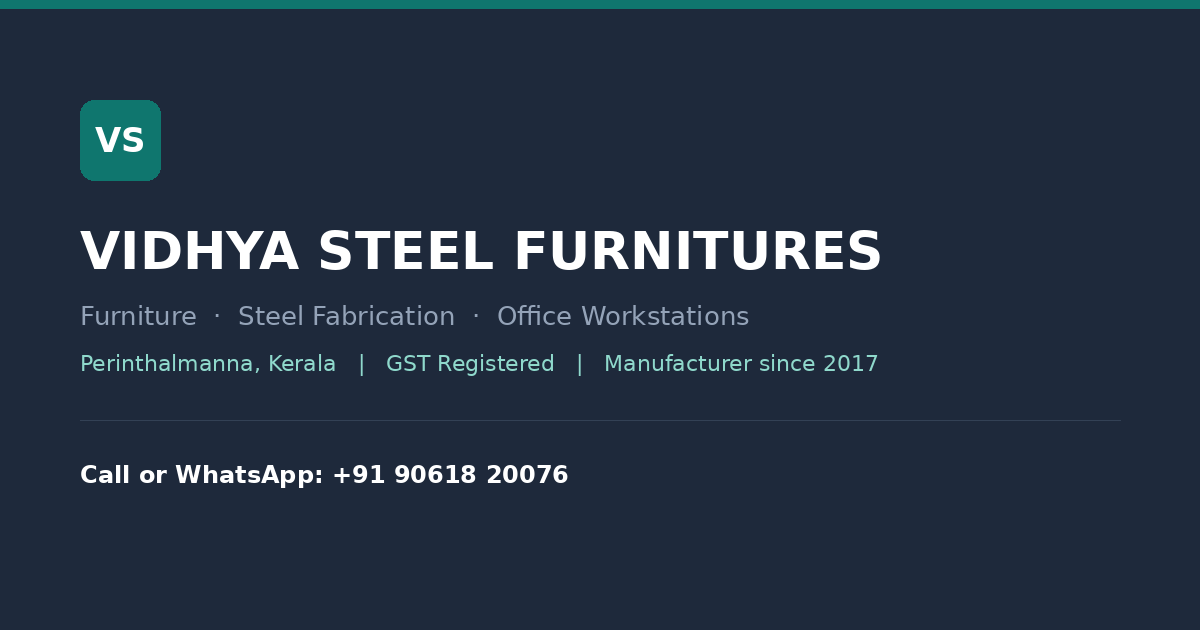 VS
VIDHYA STEEL FURNITURES
Furniture · Steel Fabrication · Office Workstations
Perinthalmanna, Kerala | GST Registered | Manufacturer since 2017
Call or WhatsApp: +91 90618 20076